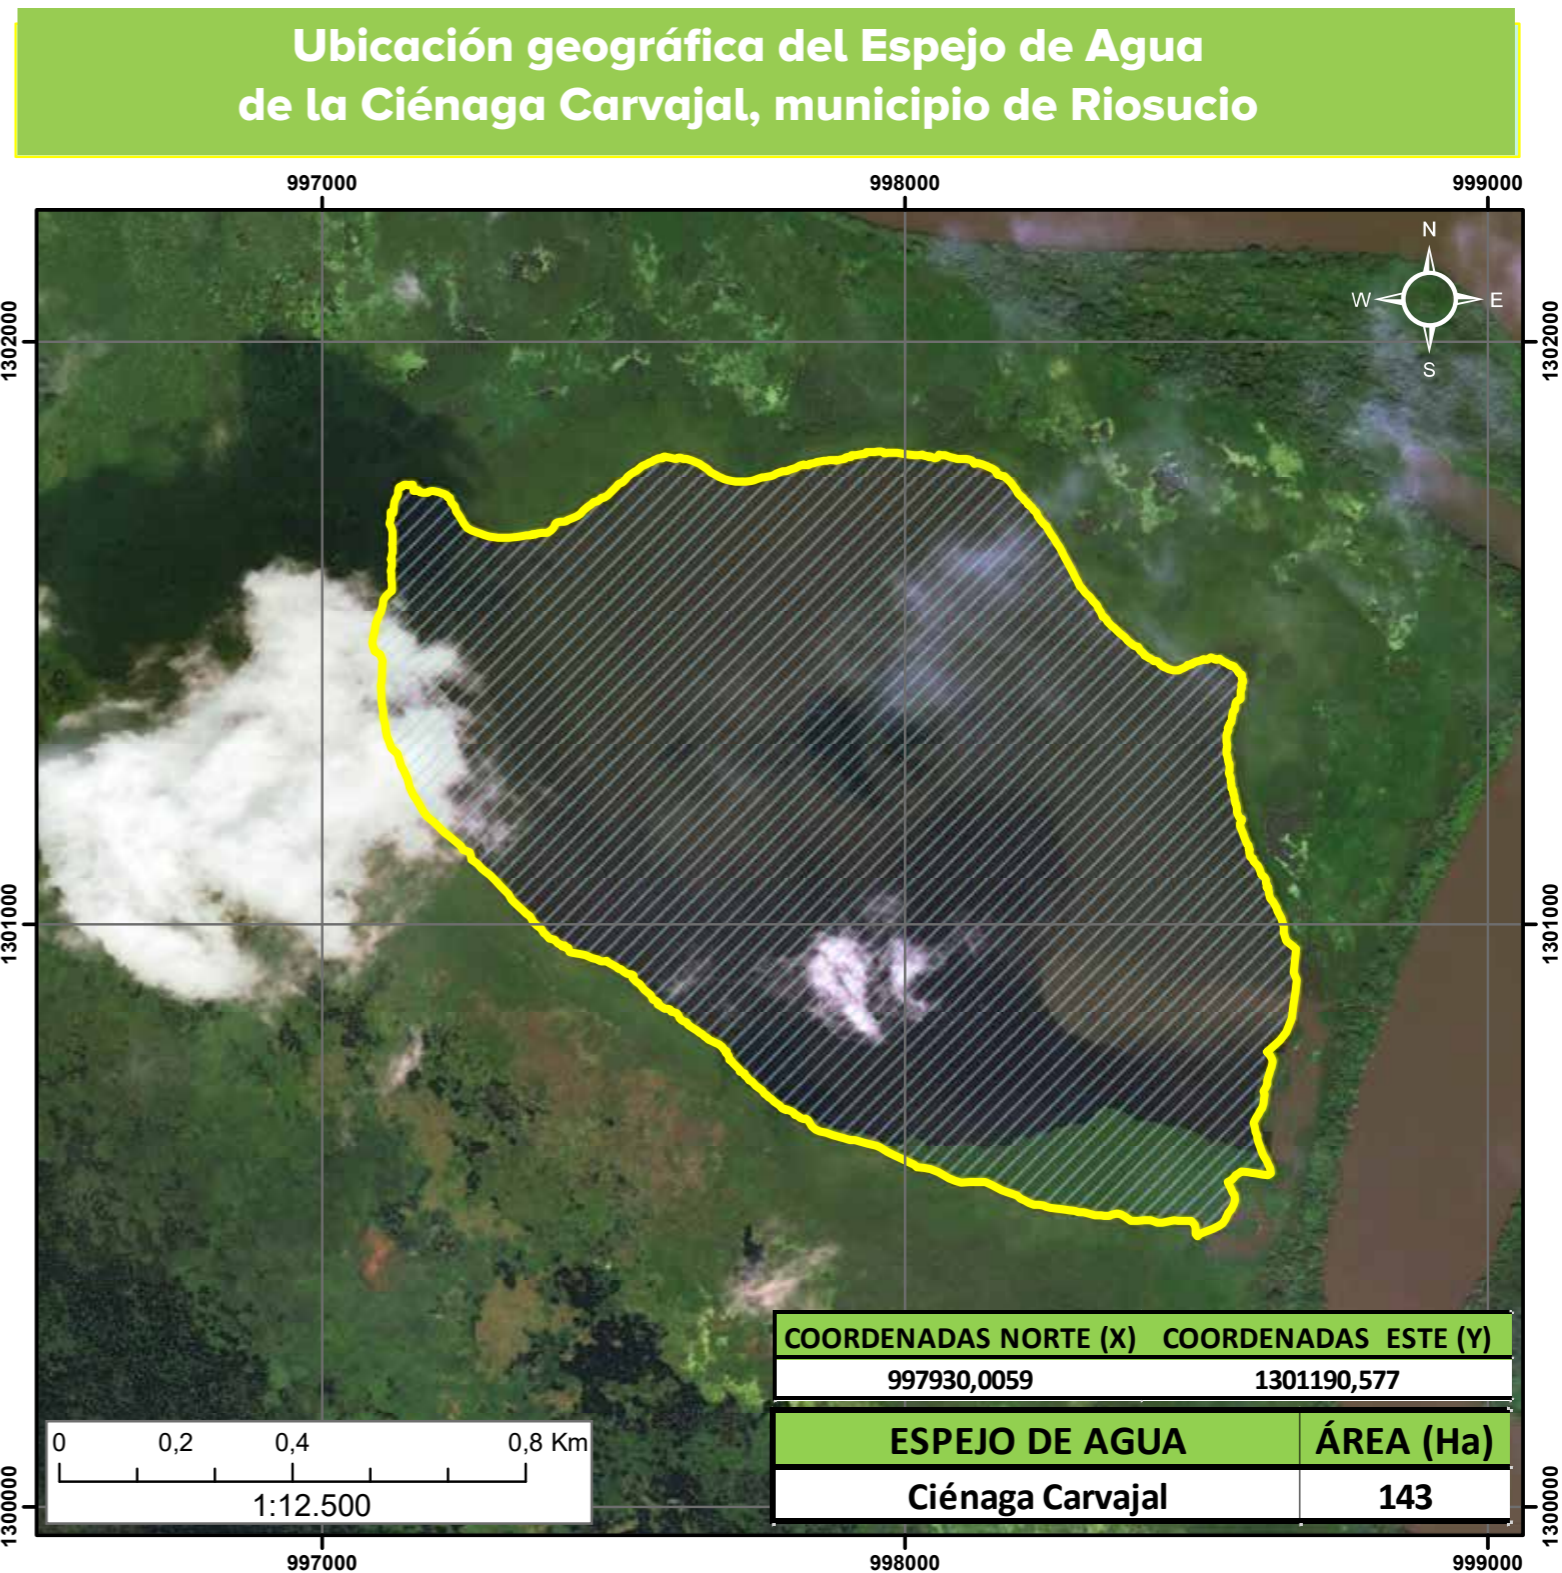 Ubicación geográfica del Espejo de Agua
de la Ciénaga Carvajal, municipio de Riosucio
997000 998000 999000
N
W E
S
1302000 1302000
1301000 1301000
COORDENADAS NORTE (X) COORDENADAS ESTE (Y)
997930,0059 1301190,577
ESPEJO DE AGUA ÁREA (Ha)
Ciénaga Carvajal 143
0 0,2 0,4 0,8 Km
1:12.500
1300000 1300000
997000 998000 999000